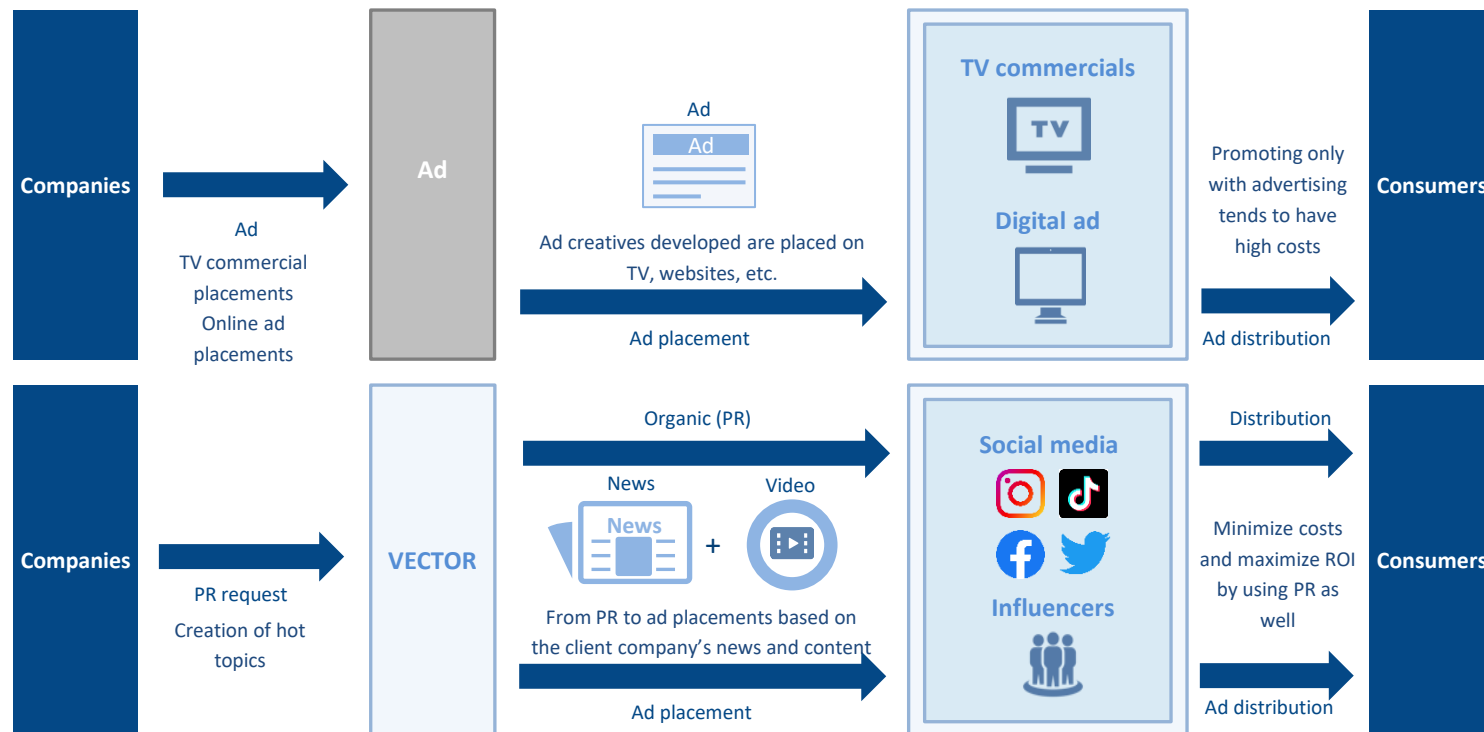 Companies
Ad
TV commercial
placements
Online ad
placements
Ad
Ad
Ad
Ad creatives developed are placed on
TV, websites, etc.
Ad placement
TV commercials
TV
Digital ad
Promoting only
with advertising
tends to have
high costs
Ad distribution
Consumers
Companies
PR request
Creation of hot
topics
VECTOR
Organic (PR)
News
Video
News
+
From PR to ad placements based on
the client company's news and content
Ad placement
Social media
Influencers
Distribution
Minimize costs
and maximize ROI
by using PR as
well
Ad distribution
Consumers